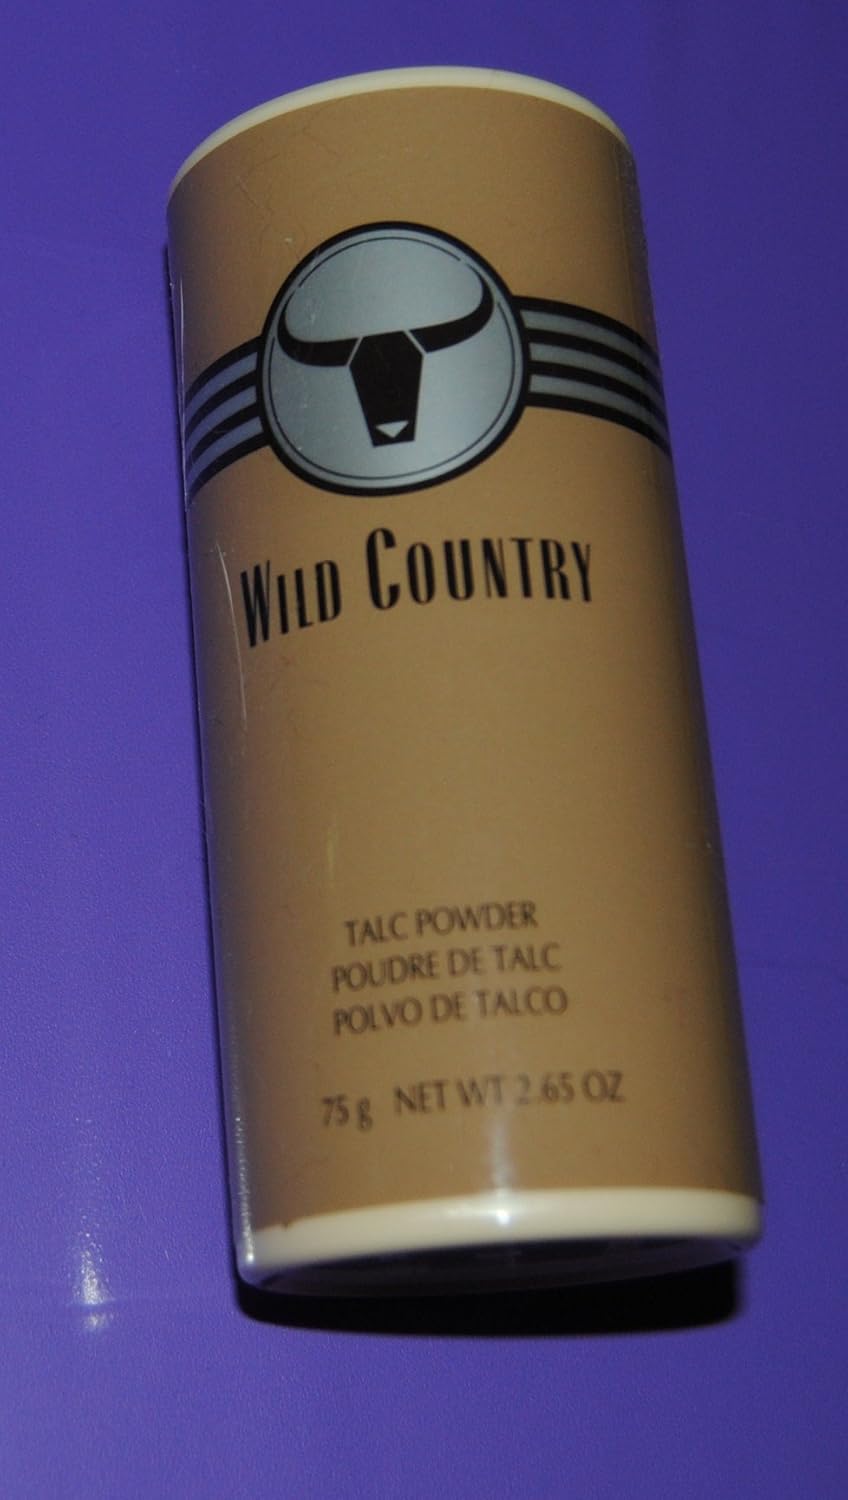 WILD COUNTRY
TALC POWDER
POUDRE DE TALC
POLVO DE TALCO
75 g NET WT 2.65 OZ